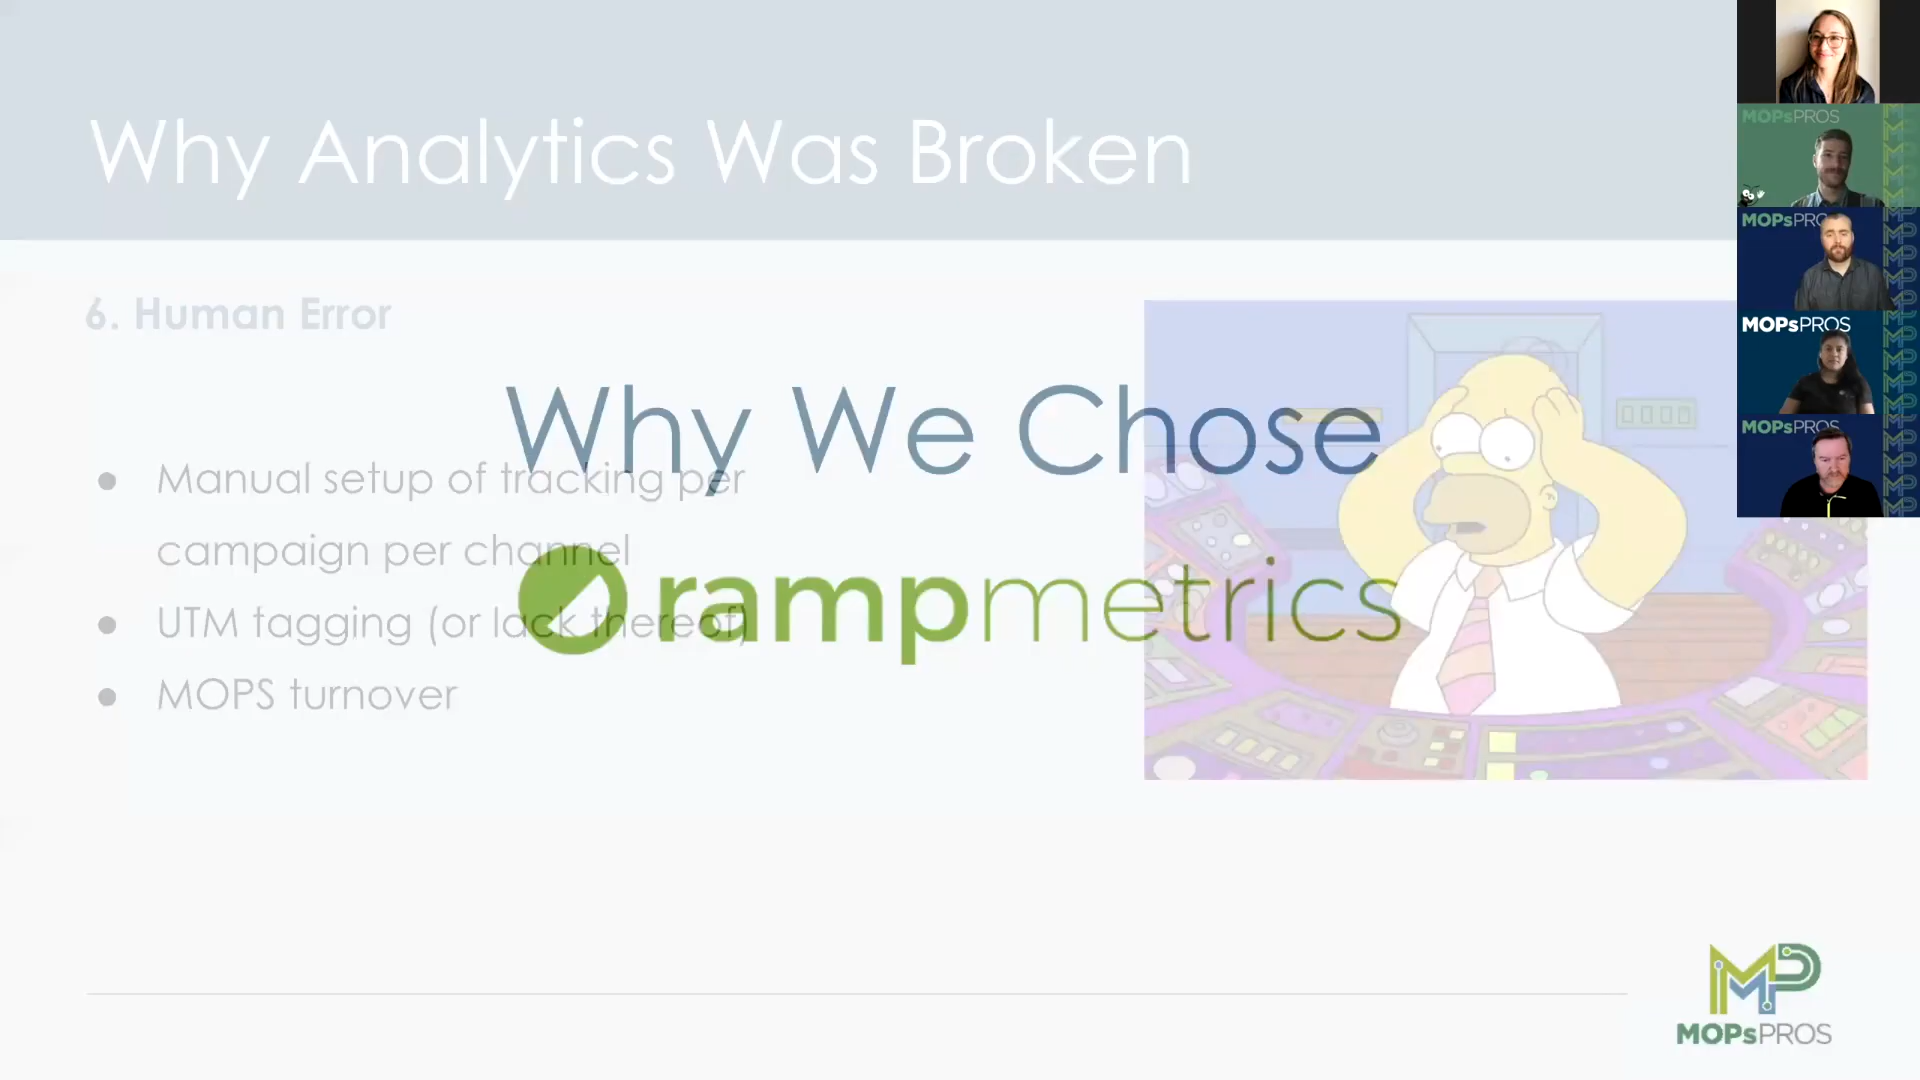 Why Analytics Was Broken
6. Human Error
Why We Chose
rampmetrics
● Manual setup of tracking per
campaign per channel
● UTM tagging (or lack thereof)
● MOPS turnover
MOPsPROS
MOPsPROS
MOPsPRO
MOPsPROS
MOPsPROS